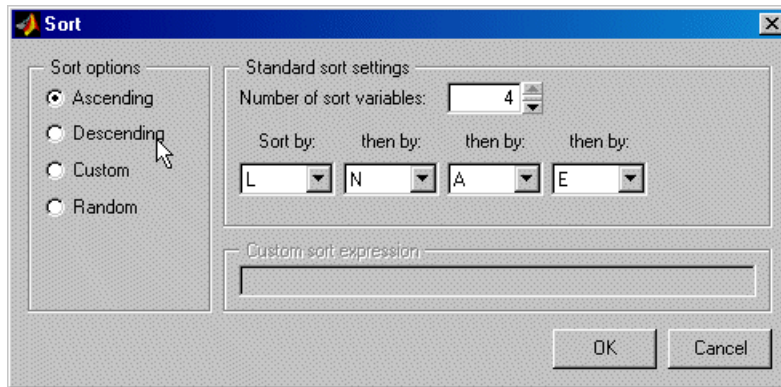 Sort
Sort options
Ascending
Descending
Custom
Random
Standard sort settings
Number of sort variables: 4
Sort by: then by: then by: then by:
L N A E
Custom sort expression
OK Cancel